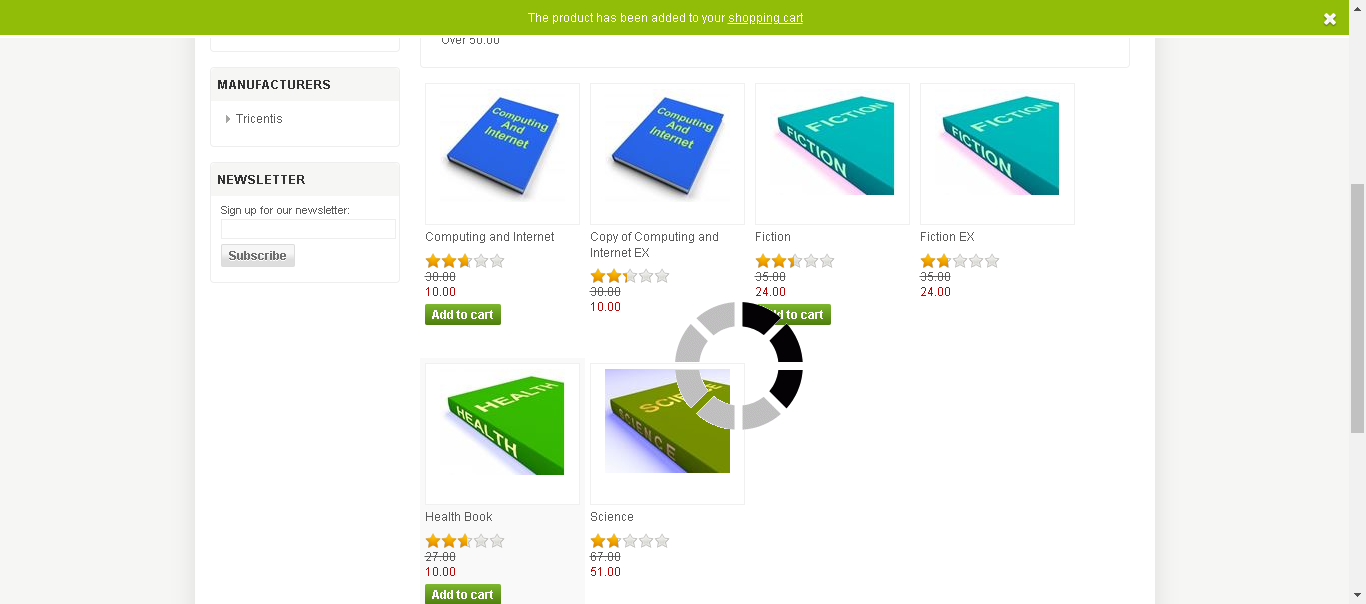 The product has been added to your shopping cart
Over 50.00
MANUFACTURERS
Tricentis
NEWSLETTER
Sign up for our newsletter:
Subscribe
Computing And Internet
Computing And Internet
FICTION
FICTION
FICTION
FICTION
Computing and Internet
Copy of Computing and
Internet EX
Fiction
Fiction EX
30.00
10.00
Add to cart
30.00
10.00
35.00
24.00
Add to cart
35.00
24.00
HEALTH
HEALTH
SCIENCE
SCIENCE
Health Book
Science
27.00
10.00
Add to cart
67.00
51.00